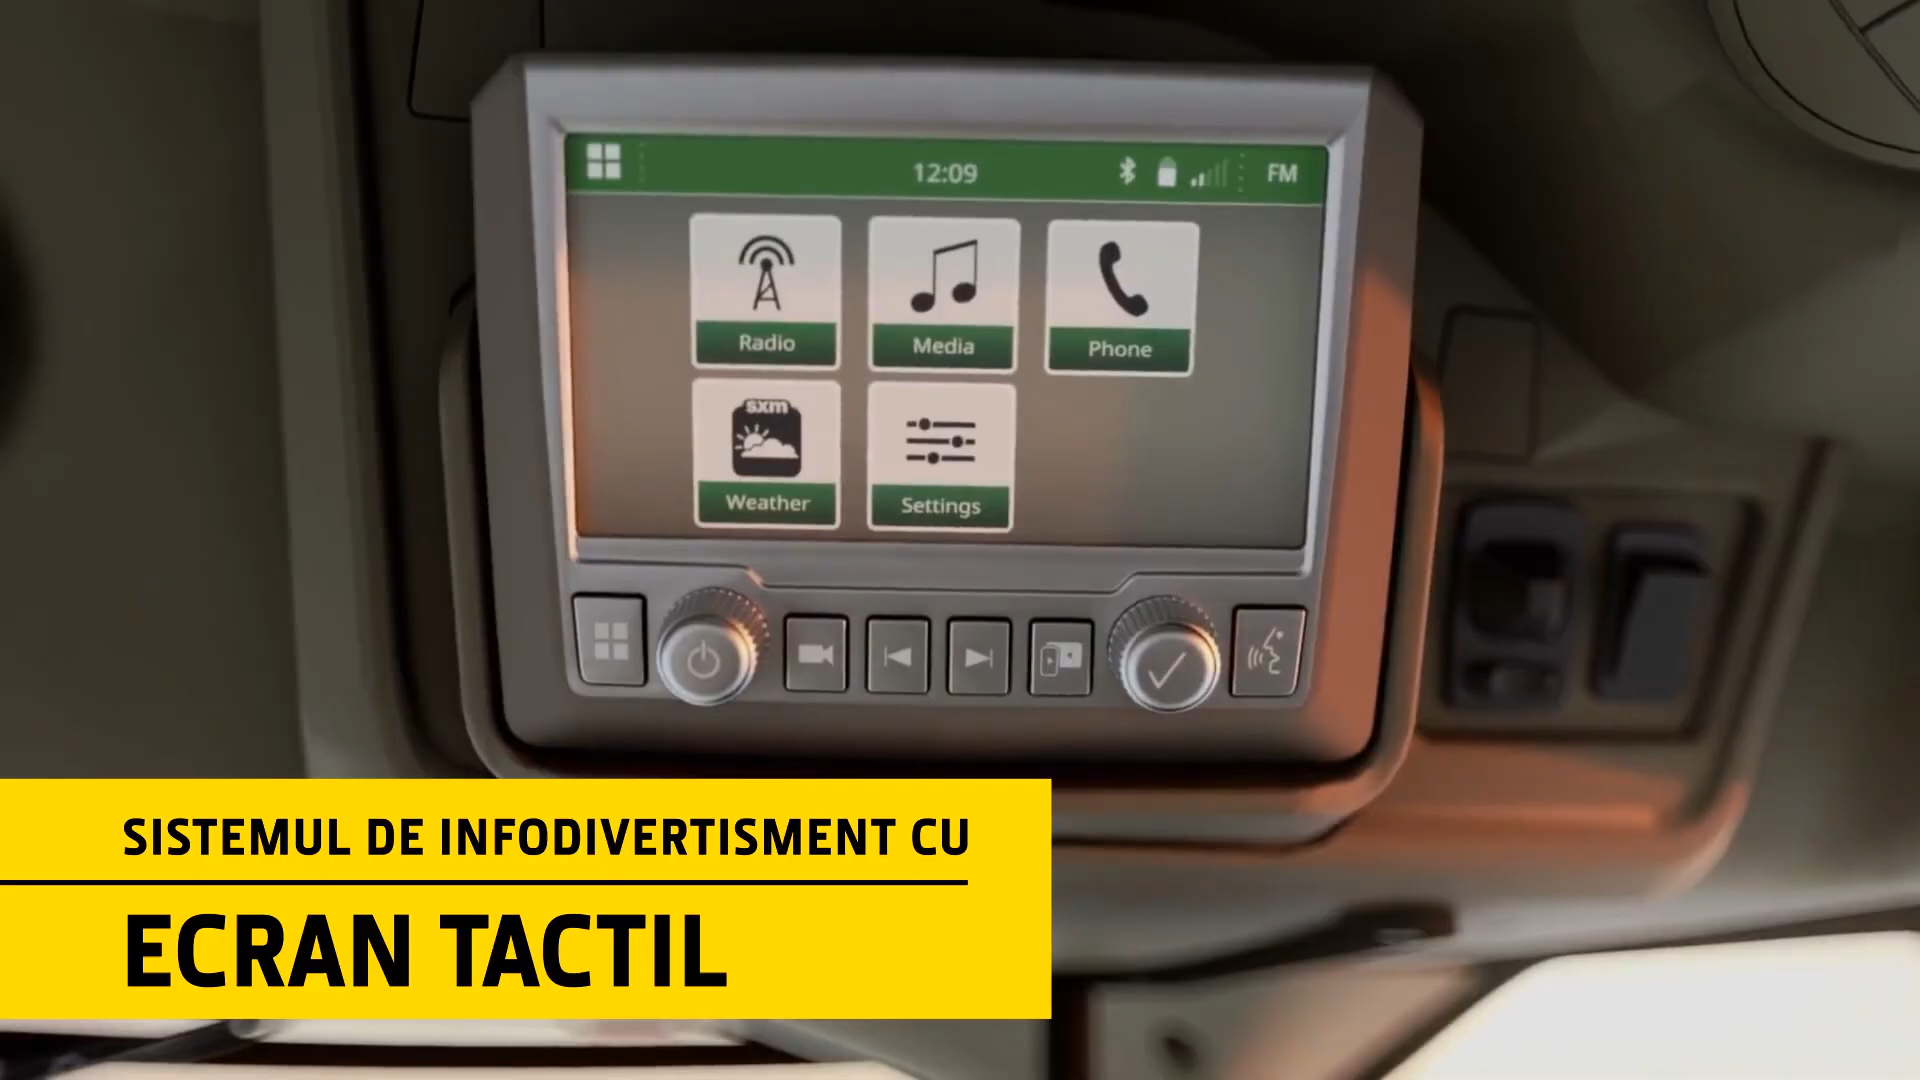 12:09 FM
Radio Media Phone
sxm
Weather Settings
SISTEMUL DE INFODIVERTISMENT CU
ECRAN TACTIL